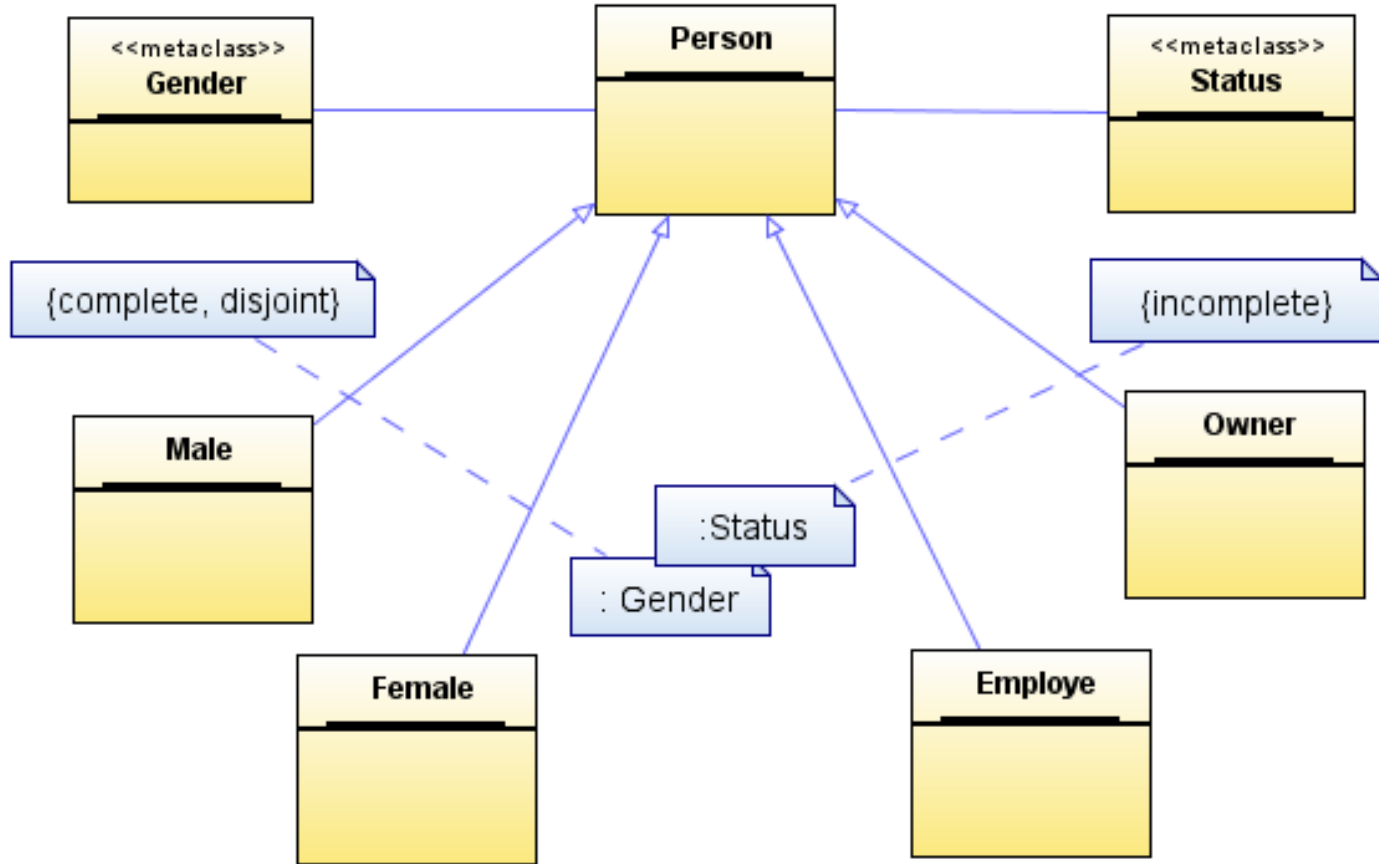 <<metaclass>>
Gender
Person
<<metaclass>>
Status
{complete, disjoint}
{incomplete}
Male
Owner
:Status
: Gender
Female
Employe